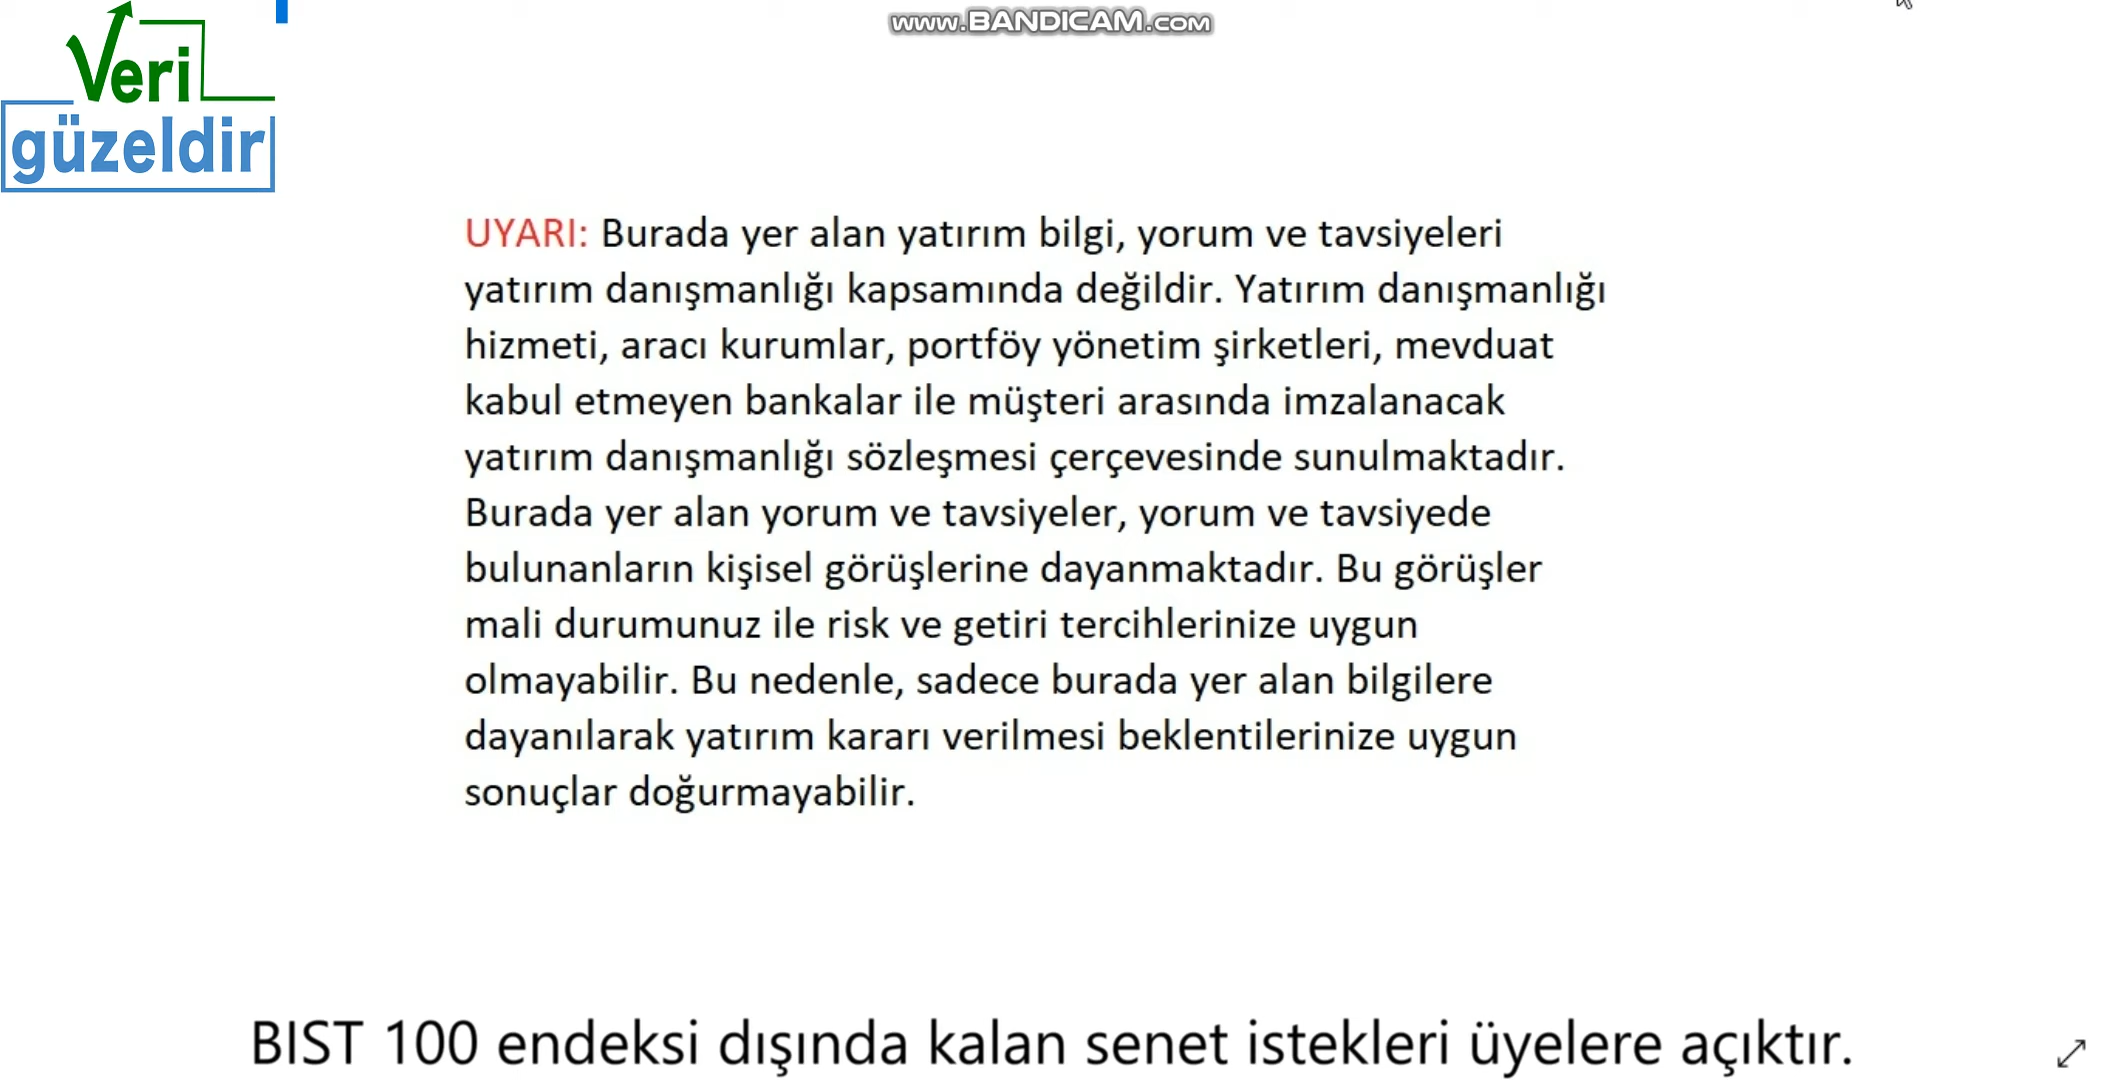 www.BANDICAM.com
Veri
güzeldir
UYARI: Burada yer alan yatırım bilgi, yorum ve tavsiyeleri
yatırım danışmanlığı kapsamında değildir. Yatırım danışmanlığı
hizmeti, aracı kurumlar, portföy yönetim şirketleri, mevduat
kabul etmeyen bankalar ile müşteri arasında imzalanacak
yatırım danışmanlığı sözleşmesi çerçevesinde sunulmaktadır.
Burada yer alan yorum ve tavsiyeler, yorum ve tavsiyede
bulunanların kişisel görüşlerine dayanmaktadır. Bu görüşler
mali durumunuz ile risk ve getiri tercihlerinize uygun
olmayabilir. Bu nedenle, sadece burada yer alan bilgilere
dayanılarak yatırım kararı verilmesi beklentilerinize uygun
sonuçlar doğurmayabilir.
BIST 100 endeksi dışında kalan senet istekleri üyelere açıktır.